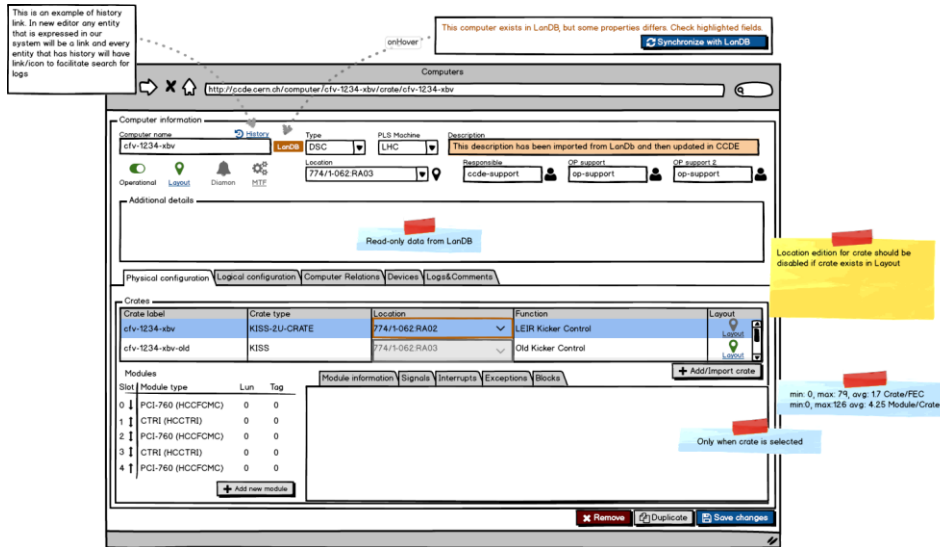 This is an example of history
link. In new editor any entity
that is expressed in our
system will be a link and every
entity that has history will have
link/icon to facilitate search for
logs
onHover
This computer exists in LanDB, but some properties differs. Check highlighted fields.
Synchronize with LanDB
Computers
http://ccde.cern.ch/computer/cfv-1234-xbv/crate/cfv-1234-xbv
Computer information
Computer name
History
Type
PLS Machine
Description
cfv-1234-xbv
LanDB
DSC
LHC
This description has been imported from LanDb and then updated in CCDE
Location
Responsible
OP support
OP support 2
774/1-062:RA03
ccde-support
op-support
op-support
Operational
Layout
Diamon
MTF
Additional details
Read-only data from LanDB
Location edition for crate should be
disabled if crate exists in Layout
Physical configuration
Logical configuration
Computer Relations
Devices
Logs&Comments
Crates
Crate label
Crate type
Location
Function
Layout
cfv-1234-xbv
KISS-2U-CRATE
774/1-062:RA02
LEIR Kicker Control
Layout
cfv-1234-xbv-old
KISS
774/1-062:RA03
Old Kicker Control
Layout
Add/Import crate
Modules
Slot
Module type
Lun
Tag
0 PCI-760 (HCCFCMC) 0 0
1 CTRI (HCCTRI) 0 0
2 PCI-760 (HCCFCMC) 0 0
3 CTRI (HCCTRI) 0 0
4 PCI-760 (HCCFCMC) 0 0
Add new module
Module information
Signals
Interrupts
Exceptions
Blocks
min: 0, max: 79, avg: 1.7 Crate/FEC
min:0, max:126 avg: 4.25 Module/Crate
Only when crate is selected
Remove
Duplicate
Save changes